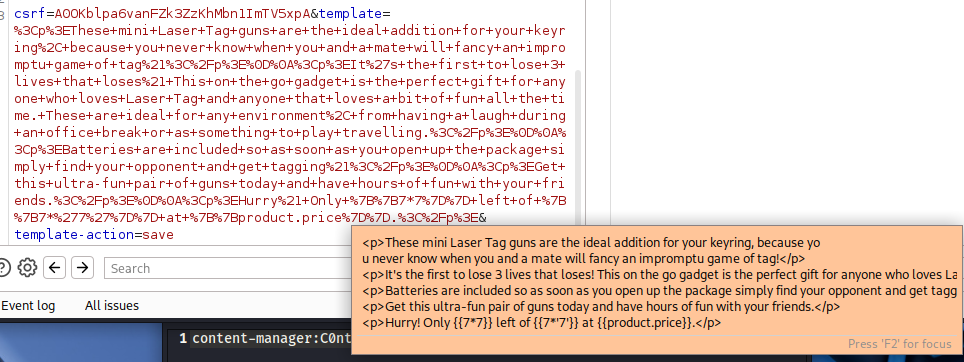 csrf=A00Kblpa6vanFZk3ZzKhMbn1ImTV5xpA&template=
%3Cp%3EThese+mini+Laser+Tag+guns+are+the+ideal+addition+for+your+keyr
ing%2C+because+you+never+know+when+you+and+a+mate+will+fancy+an+impro
mptu+game+of+tag%21%3C%2Fp%3E%0D%0A%3Cp%3EIt%27s+the+first+to+lose+3+
lives+that+loses%21+This+on+the+go+gadget+is+the+perfect+gift+for+any
one+who+loves+Laser+Tag+and+anyone+that+loves+a+bit+of+fun+all+the+ti
me.+These+are+ideal+for+any+environment%2C+from+having+a+laugh+during
+an+office+break+or+as+something+to+play+travelling.%3C%2Fp%3E%0D%0A%
3Cp%3EBatteries+are+included+so+as+soon+as+you+open+up+the+package+si
mply+find+your+opponent+and+get+tagging%21%3C%2Fp%3E%0D%0A%3Cp%3EGet+
this+ultra-fun+pair+of+guns+today+and+have+hours+of+fun+with+your+fri
ends.%3C%2Fp%3E%0D%0A%3Cp%3EHurry%21+Only+%7B%7B7*7%7D%7D+left+of+%7B
%7B7*%277%27%7D%7D+at+%7B%7Bproduct.price%7D%7D.%3C%2Fp%3E&
template-action=save
<p>These mini Laser Tag guns are the ideal addition for your keyring, because yo
u never know when you and a mate will fancy an impromptu game of tag!</p>
<p>It's the first to lose 3 lives that loses! This on the go gadget is the perfect gift for anyone who loves La
<p>Batteries are included so as soon as you open up the package simply find your opponent and get tagg
<p>Get this ultra-fun pair of guns today and have hours of fun with your friends.</p>
<p>Hurry! Only {{7*7}} left of {{7*'7'}} at {{product.price}}.</p>
Press 'F2' for focus
Search
Event log
All issues
1 content-manager:C0nt